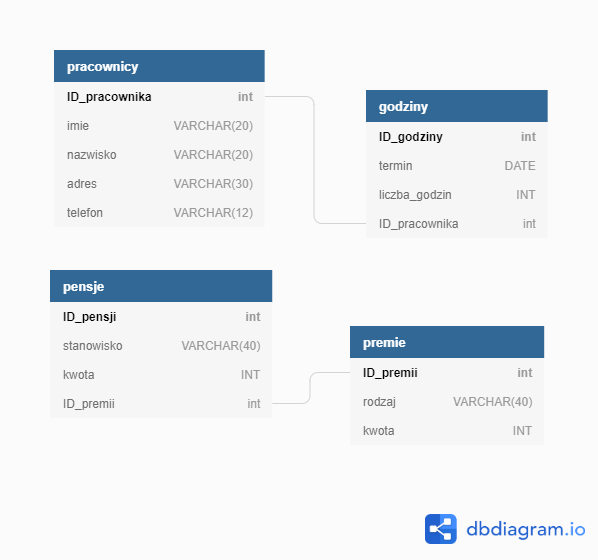 pracownicy
ID_pracownika int
imie VARCHAR(20)
nazwisko VARCHAR(20)
adres VARCHAR(30)
telefon VARCHAR(12)
godziny
ID_godziny int
termin DATE
liczba_godzin INT
ID_pracownika int
pensje
ID_pensji int
stanowisko VARCHAR(40)
kwota INT
ID_premii int
premie
ID_premii int
rodzaj VARCHAR(40)
kwota INT
dbdiagram.io